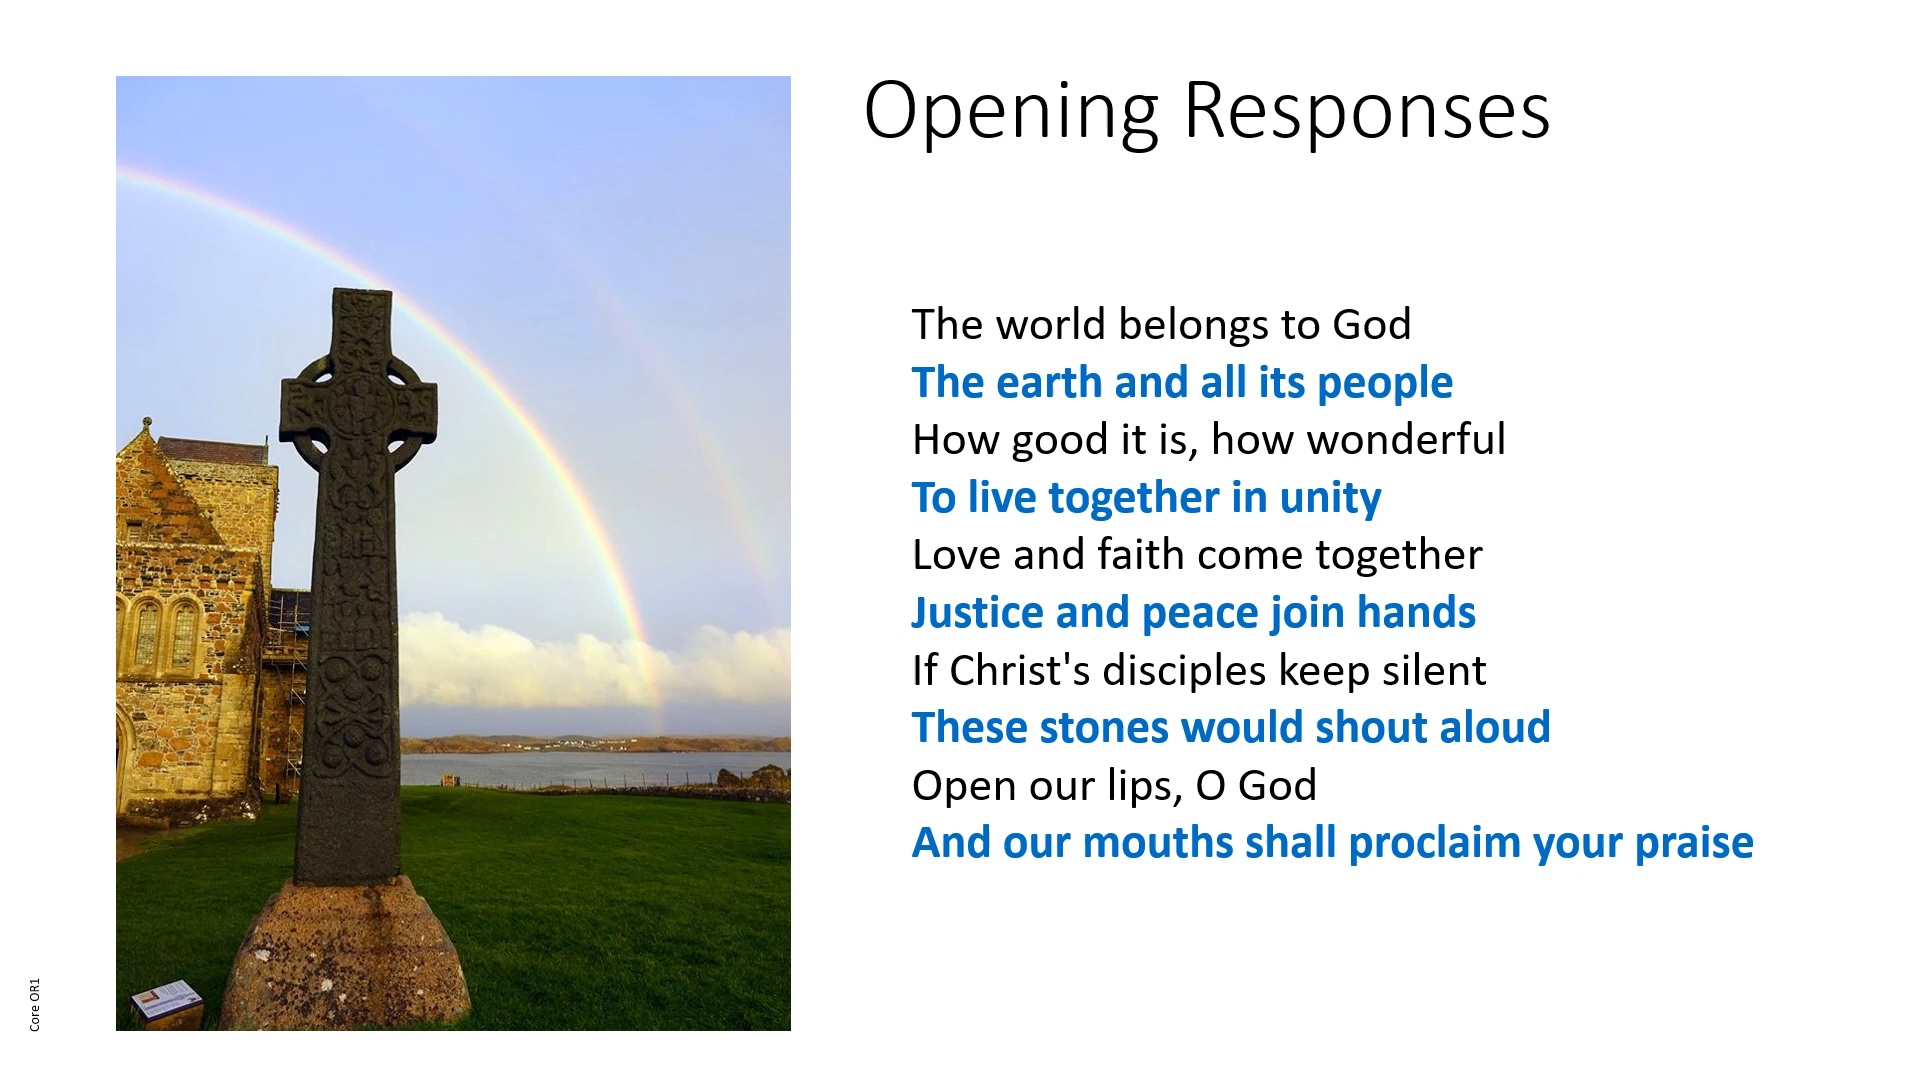 Opening Responses
The world belongs to God
The earth and all its people
How good it is, how wonderful
To live together in unity
Love and faith come together
Justice and peace join hands
If Christ's disciples keep silent
These stones would shout aloud
Open our lips, O God
And our mouths shall proclaim your praise
Core OR1